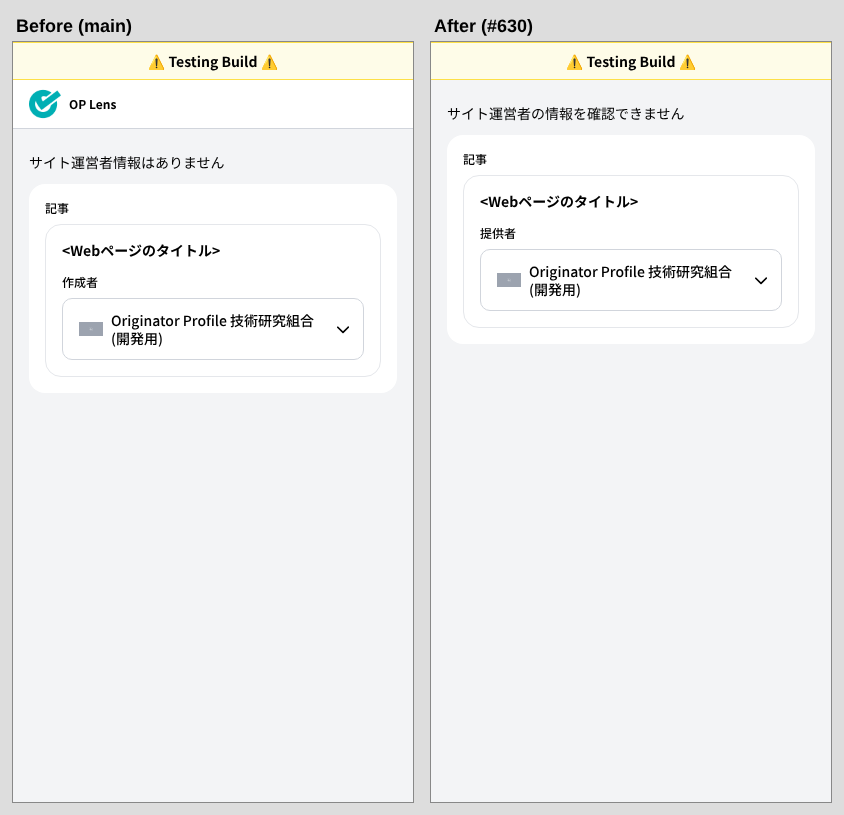 Before (main)
⚠️ Testing Build ⚠️
OP Lens
サイト運営者情報はありません
記事
<Webページのタイトル>
作成者
Originator Profile 技術研究組合
(開発用)
After (#630)
⚠️ Testing Build ⚠️
サイト運営者の情報を確認できません
記事
<Webページのタイトル>
提供者
Originator Profile 技術研究組合
(開発用)